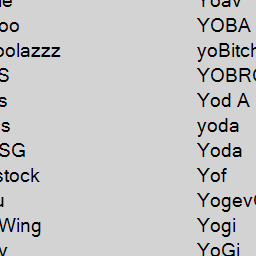 Yoav
oo YOBA
oolazzz yoBitch
S YOBRO
s Yod A
s yoda
SG Yoda
stock Yof
u Yogev
Wing Yogi
y YoGi